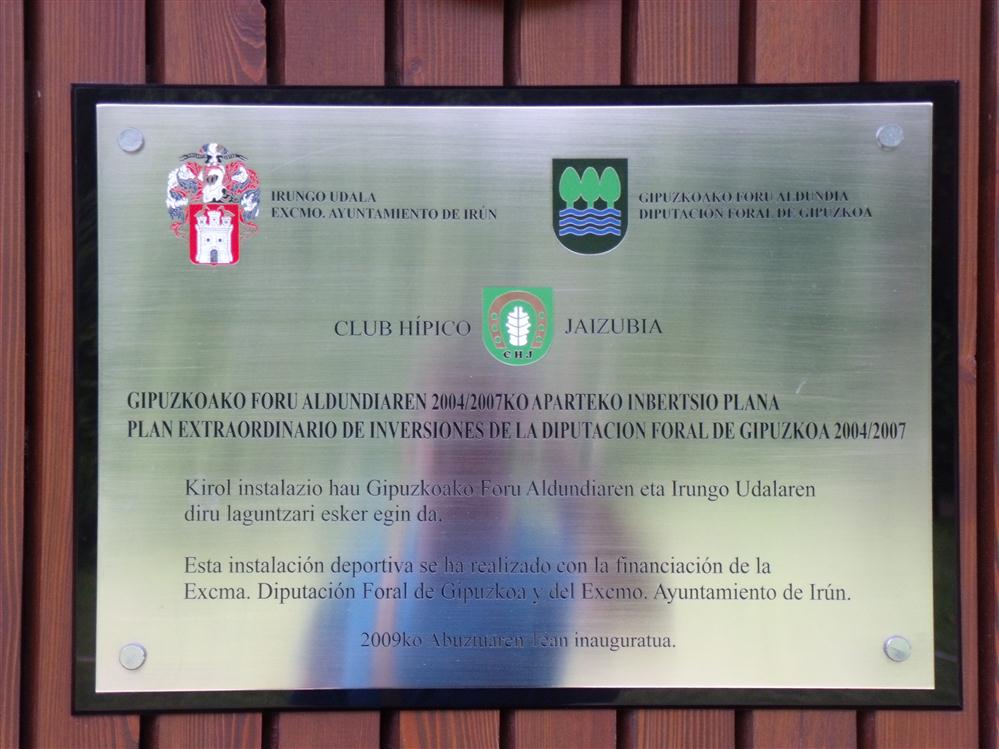 IRUNGO UDALA
EXCMO. AYUNTAMIENTO DE IRÚN
GIPUZKOAKO FORU ALDUNDIA
DIPUTACIÓN FORAL DE GIPUZKOA
CLUB HÍPICO JAIZUBIA
CHJ
GIPUZKOAKO FORU ALDUNDIAREN 2004/2007KO APARTEKO INBERTSIO PLANA
PLAN EXTRAORDINARIO DE INVERSIONES DE LA DIPUTACION FORAL DE GIPUZKOA 2004/2007
Kirol instalazio hau Gipuzkoako Foru Aldundiaren eta Irungo Udalaren
diru laguntzari esker egin da.
Esta instalación deportiva se ha realizado con la financiación de la
Excma. Diputación Foral de Gipuzkoa y del Excmo. Ayuntamiento de Irún.
2009ko Abuztuaren 1ean inauguratua.